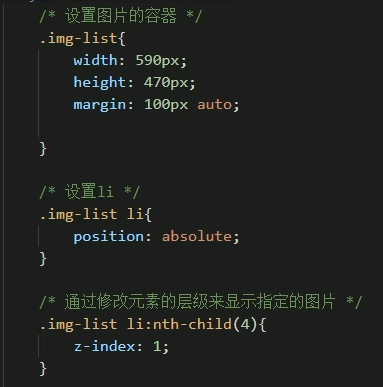 /* 设置图片的容器 */
.img-list{
width: 590px;
height: 470px;
margin: 100px auto;
}
/* 设置li */
.img-list li{
position: absolute;
}
/* 通过修改元素的层级来显示指定的图片 */
.img-list li:nth-child(4){
z-index: 1;
}